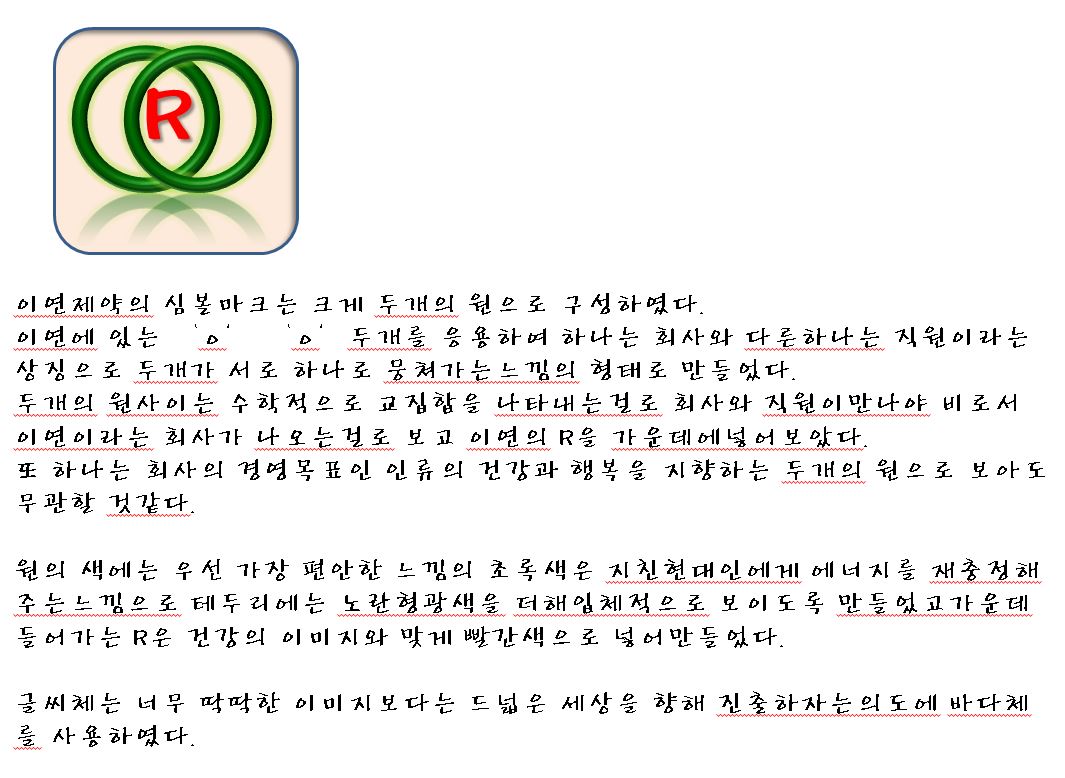 R
이연제약의 심볼마크는 크게 두개의 원으로 구성하였다.
이연에 있는 ‘ㅇ’ ‘ㅇ’ 두개를 응용하여 하나는 회사와 다른하나는 직원이라는
상징으로 두개가 서로 하나로 뭉쳐가는느낌의 형태로 만들었다.
두개의 원사이는 수학적으로 교집합을 나타내는걸로 회사와 직원이만나야 비로서
이연이라는 회사가 나오는걸로 보고 이연의 R을 가운데에넣어보았다.
또 하나는 회사의 경영목표인 인류의 건강과 행복을 지향하는 두개의 원으로 보아도
무관할 것같다.
원의 색에는 우선 가장 편안한 느낌의 초록색은 지친현대인에게 에너지를 재충정해
주는느낌으로 테두리에는 노란형광색을 더해입체적으로 보이도록 만들었고가운데
들어가는 R은 건강의 이미지와 맞게 빨간색으로 넣어만들었다.
글씨체는 너무 딱딱한 이미지보다는 드넓은 세상을 향해 진출하자는의도에 바다체
를 사용하였다.